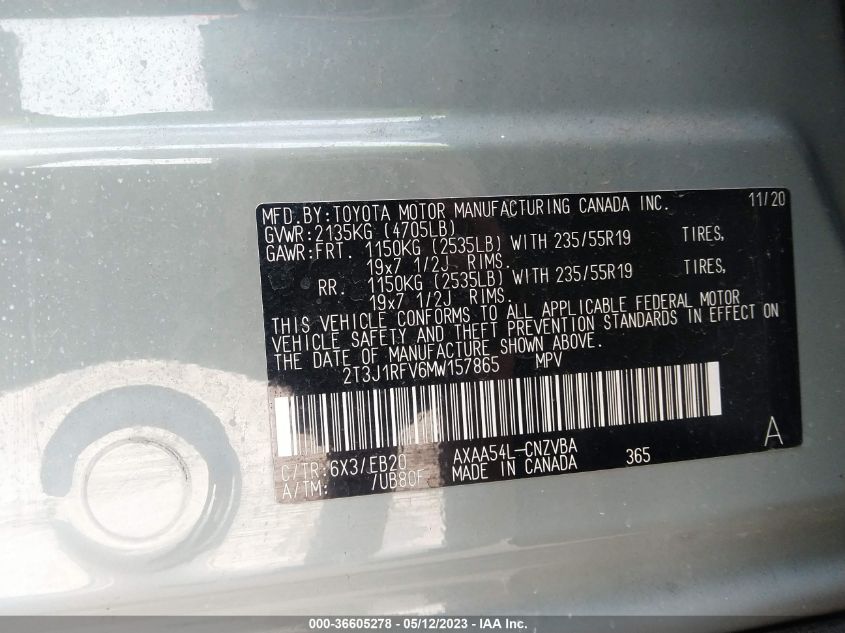 MFD.BY:TOYOTA MOTOR MANUFACTURING CANADA INC. 11/20
GVWR:2135KG (4705LB)
GAWR:FRT. 1150KG (2535LB) WITH 235/55R19 TIRES,
19x7 1/2J RIMS.
RR. 1150KG (2535LB) WITH 235/55R19 TIRES,
19x7 1/2J RIMS.
THIS VEHICLE CONFORMS TO ALL APPLICABLE FEDERAL MOTOR
VEHICLE SAFETY AND THEFT PREVENTION STANDARDS IN EFFECT ON
THE DATE OF MANUFACTURE SHOWN ABOVE.
2T3J1RFV6MW157865 MPV
C/TR:6X3/EB20 AXAA54L-CNZVBA 365 A
A/TM: /UB80F MADE IN CANADA
000-36605278 - 05/12/2023 - IAA Inc.